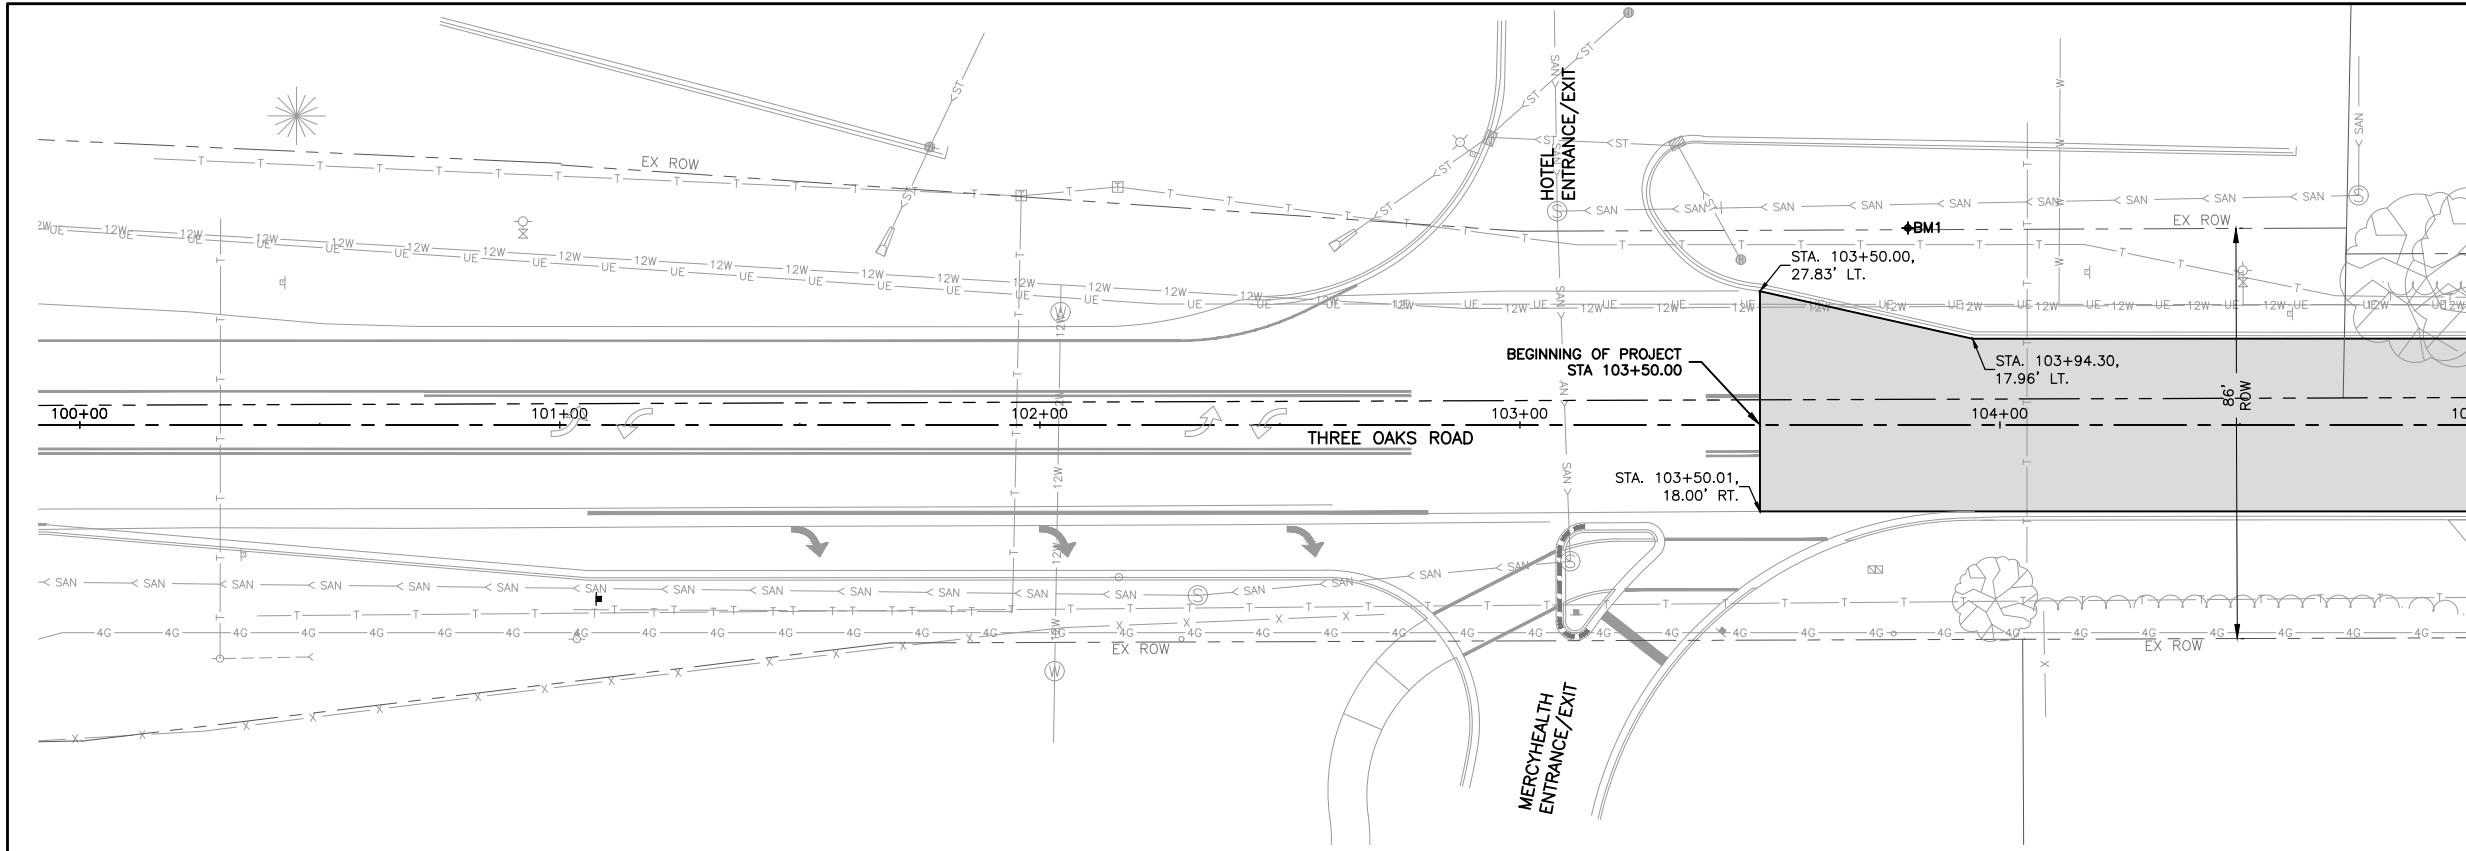 HOTEL
ENTRANCE/EXIT
EX ROW
EX ROW
BM1
STA. 103+50.00,
27.83' LT.
BEGINNING OF PROJECT
STA 103+50.00
STA. 103+94.30,
17.96' LT.
86'
ROW
100+00
101+00
102+00
103+00
104+00
THREE OAKS ROAD
STA. 103+50.01,
18.00' RT.
EX ROW
EX ROW
MERCYHEALTH
ENTRANCE/EXIT